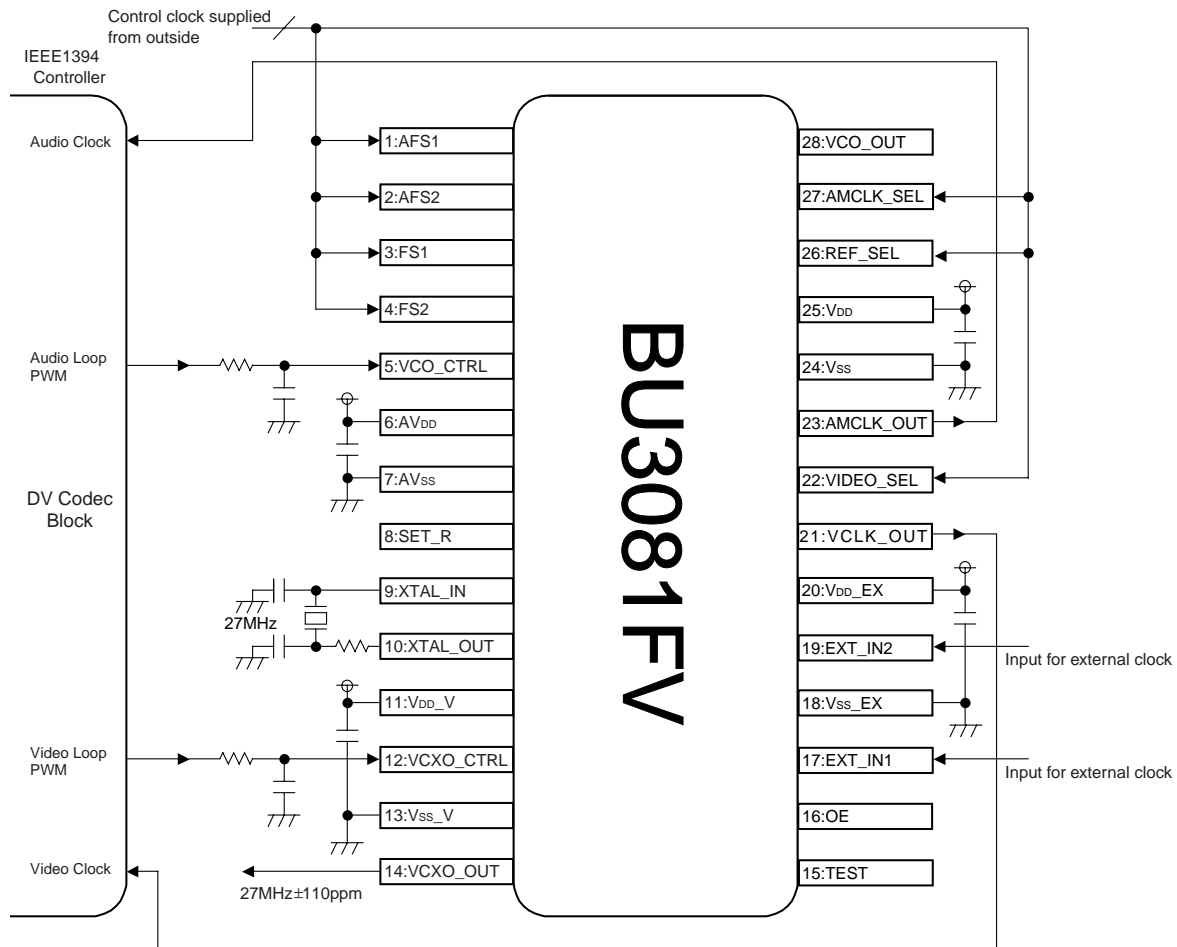 Control clock supplied
from outside
IEEE1394
Controller
Audio Clock
Audio Loop
PWM
DV Codec
Block
Video Loop
PWM
Video Clock
1:AFS1
2:AFS2
3:FS1
4:FS2
5:VCO_CTRL
6:AVDD
7:AVSS
8:SET_R
9:XTAL_IN
27MHz
10:XTAL_OUT
11:VDD_V
12:VCXO_CTRL
13:VSS_V
14:VCXO_OUT
27MHz±110ppm
BU3081FV
28:VCO_OUT
27:AMCLK_SEL
26:REF_SEL
25:VDD
24:VSS
23:AMCLK_OUT
22:VIDEO_SEL
21:VCLK_OUT
20:VDD_EX
19:EXT_IN2
Input for external clock
18:VSS_EX
17:EXT_IN1
Input for external clock
16:OE
15:TEST